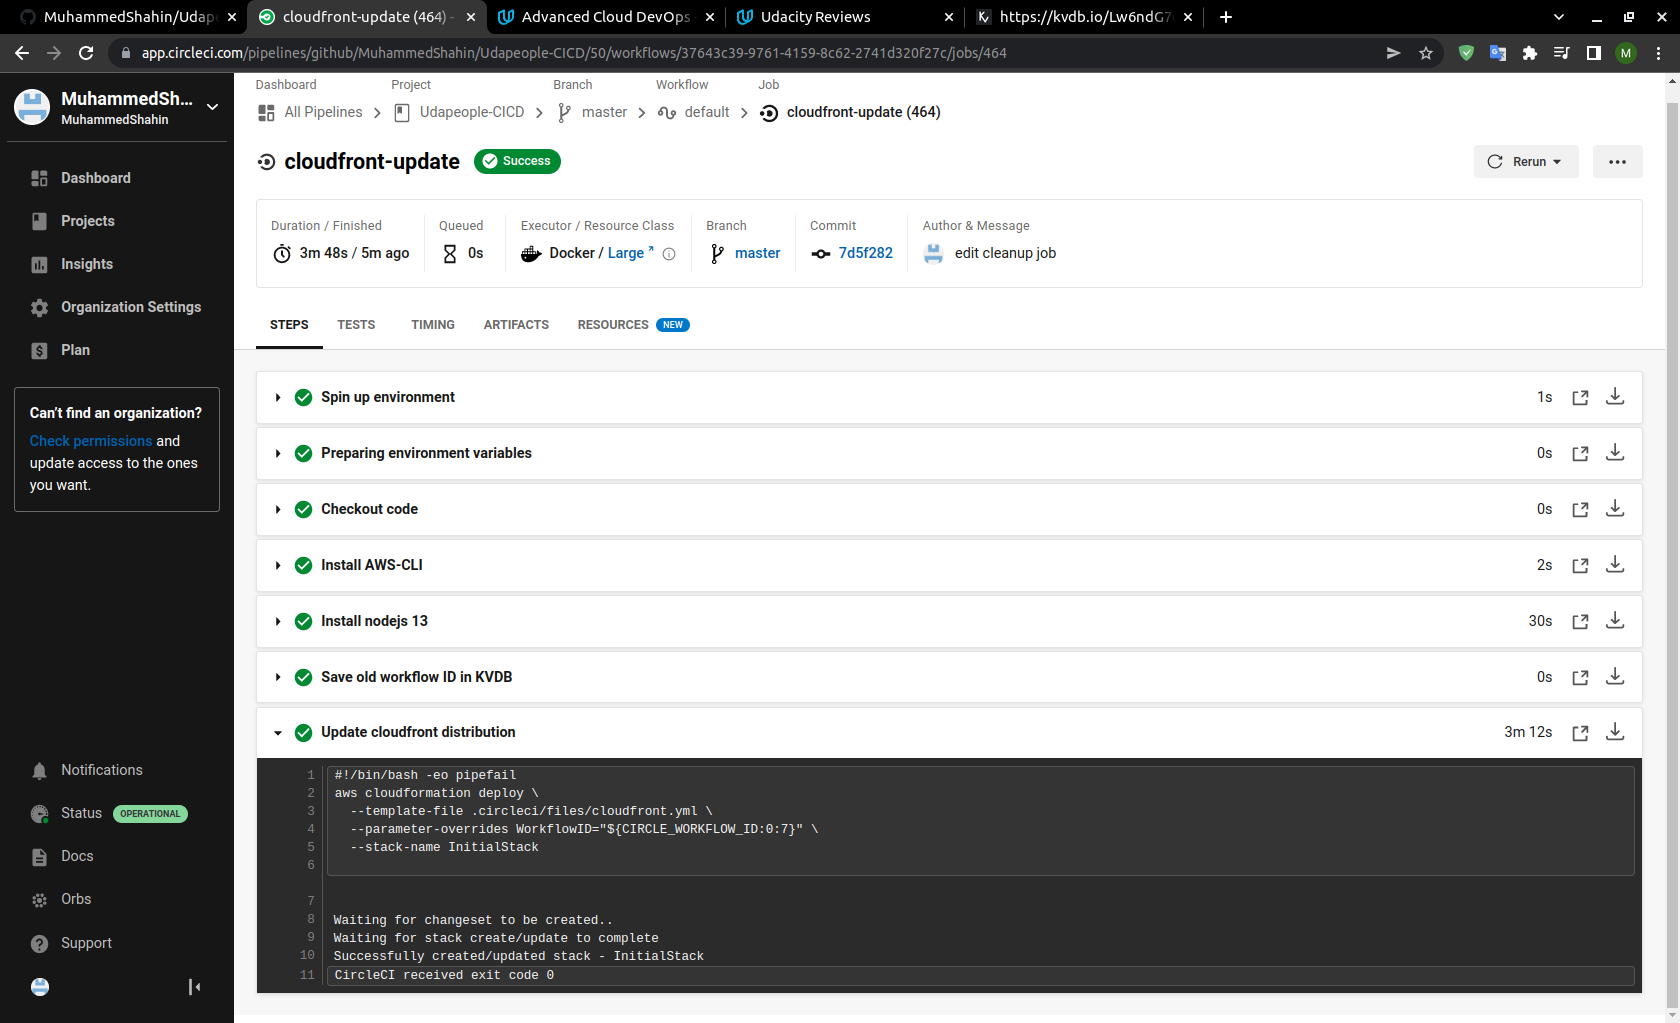 MuhammedShahin/Udap
cloudfront-update (464) -
Advanced Cloud DevOps
Udacity Reviews
https://kvdb.io/Lw6ndG7
app.circleci.com/pipelines/github/MuhammedShahin/Udapeople-CICD/50/workflows/37643c39-9761-4159-8c62-2741d320f27c/jobs/464
M
MuhammedSh...
MuhammedShahin
Dashboard
Projects
Insights
Organization Settings
Plan
Can't find an organization?
Check permissions and
update access to the ones
you want.
Notifications
Status OPERATIONAL
Docs
Orbs
Support
Dashboard Project Branch Workflow Job
All Pipelines Udapeople-CICD master default cloudfront-update (464)
cloudfront-update Success
Rerun
Duration / Finished Queued Executor / Resource Class Branch Commit Author & Message
3m 48s / 5m ago 0s Docker / Large master 7d5f282 edit cleanup job
STEPS TESTS TIMING ARTIFACTS RESOURCES NEW
Spin up environment 1s
Preparing environment variables 0s
Checkout code 0s
Install AWS-CLI 2s
Install nodejs 13 30s
Save old workflow ID in KVDB 0s
Update cloudfront distribution 3m 12s
1 #!/bin/bash -eo pipefail
2 aws cloudformation deploy \
3 --template-file .circleci/files/cloudfront.yml \
4 --parameter-overrides WorkflowID="${CIRCLE_WORKFLOW_ID:0:7}" \
5 --stack-name InitialStack
6
7
8 Waiting for changeset to be created..
9 Waiting for stack create/update to complete
10 Successfully created/updated stack - InitialStack
11 CircleCI received exit code 0